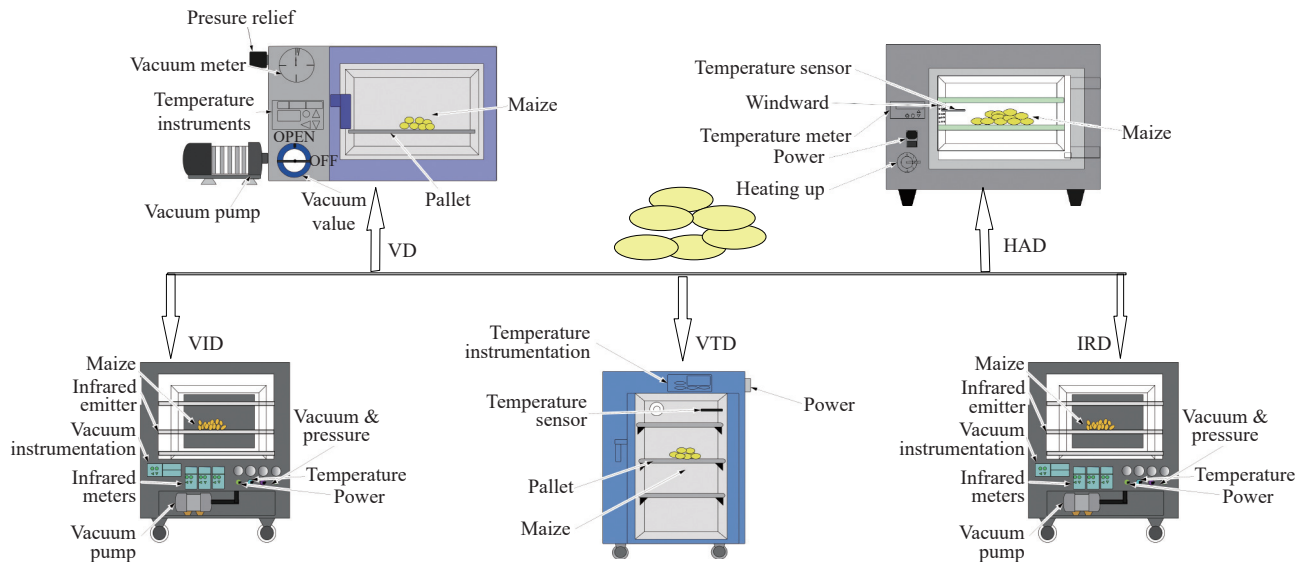 Presure relief
Vacuum meter
Temperature
instruments
OPEN
OFF
Vacuum pump
Vacuum
value
Pallet
Maize
VD
Temperature sensor
Windward
Temperature meter
Power
Heating up
Maize
HAD
VID
Maize
Infrared
emitter
Vacuum
instrumentation
Infrared
meters
Vacuum
pump
Vacuum &
pressure
Temperature
Power
VTD
Temperature
instrumentation
Temperature
sensor
Pallet
Maize
Power
IRD
Maize
Infrared
emitter
Vacuum
instrumentation
Infrared
meters
Vacuum
pump
Vacuum &
pressure
Temperature
Power